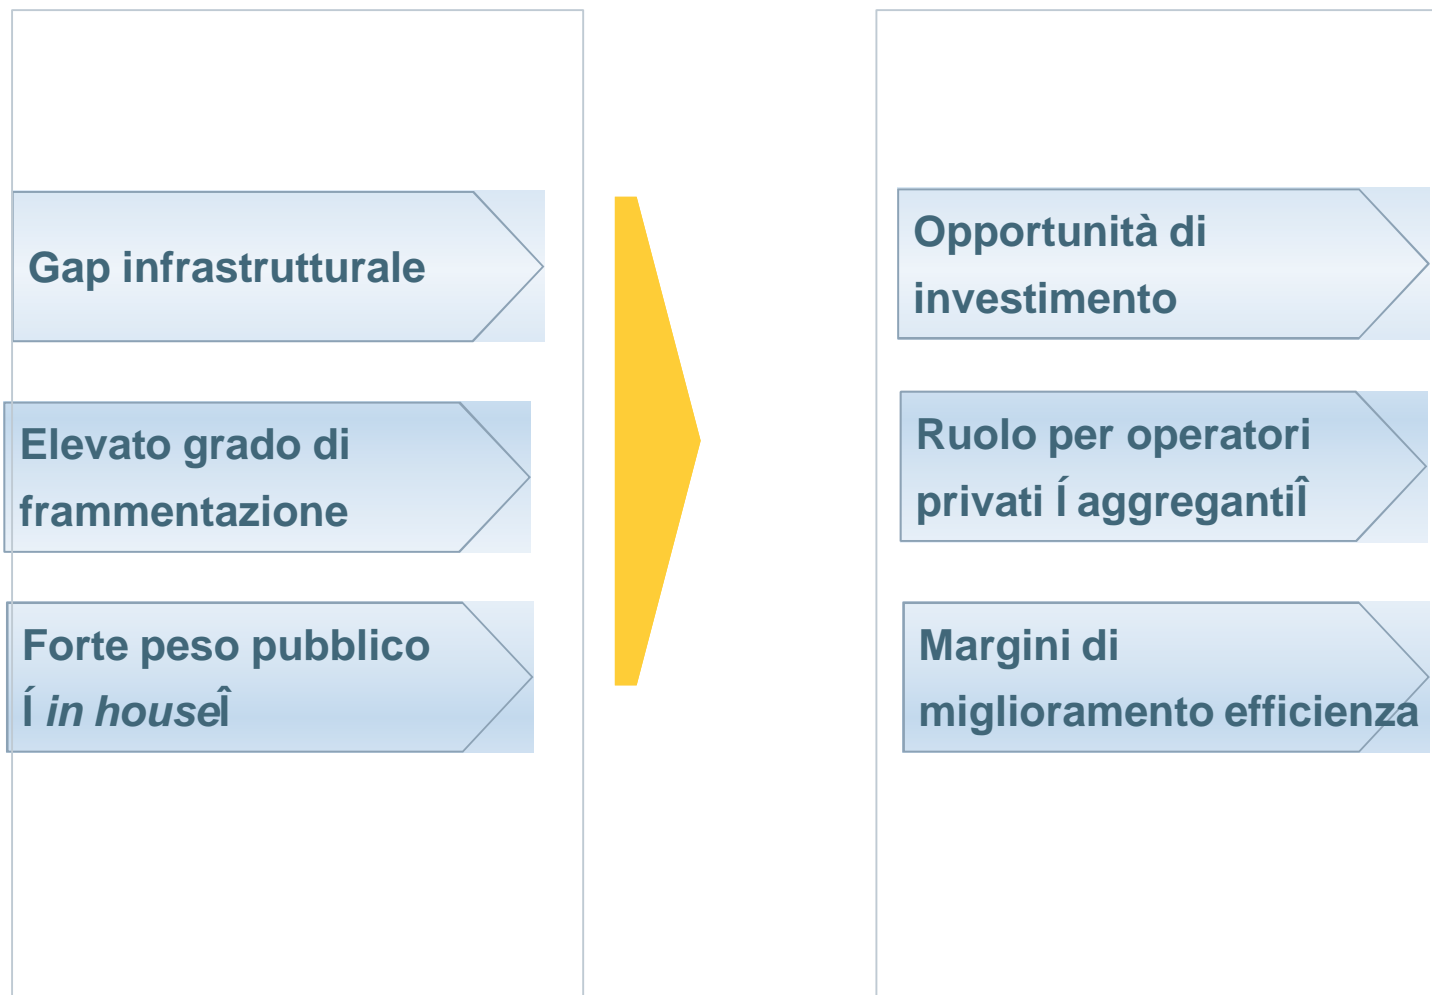 Gap infrastrutturale
Elevato grado di
frammentazione
Forte peso pubblico
Í in houseÎ
Opportunità di
investimento
Ruolo per operatori
privati Í aggregantiÎ
Margini di
miglioramento efficienza